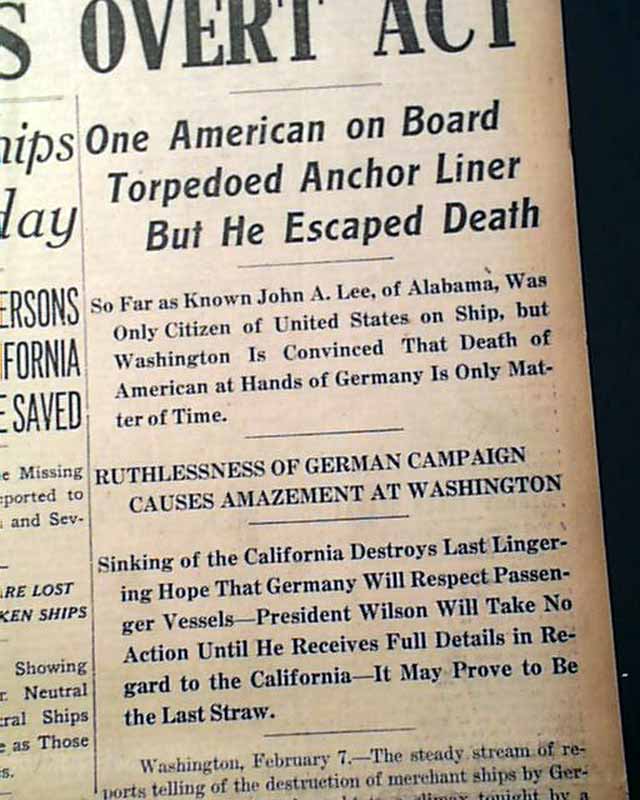 S OVERT ACT
hips
day
ERSONS
FORNIA
E SAVED
e Missing
eported to
and Sev-
ARE LOST
KEN SHIPS
Showing
r Neutral
tral Ships
e as Those
s.
One American on Board
Torpedoed Anchor Liner
But He Escaped Death
So Far as Known John A. Lee, of Alabama, Was
Only Citizen of United States on Ship, but
Washington Is Convinced That Death of
American at Hands of Germany Is Only Mat-
ter of Time.
RUTHLESSNESS OF GERMAN CAMPAIGN
CAUSES AMAZEMENT AT WASHINGTON
Sinking of the California Destroys Last Linger-
ing Hope That Germany Will Respect Passen-
ger Vessels—President Wilson Will Take No
Action Until He Receives Full Details in Re-
gard to the California—It May Prove to Be
the Last Straw.
Washington, February 7.—The steady stream of re-
ports telling of the destruction of merchant ships by Ger-
climax tonight by a